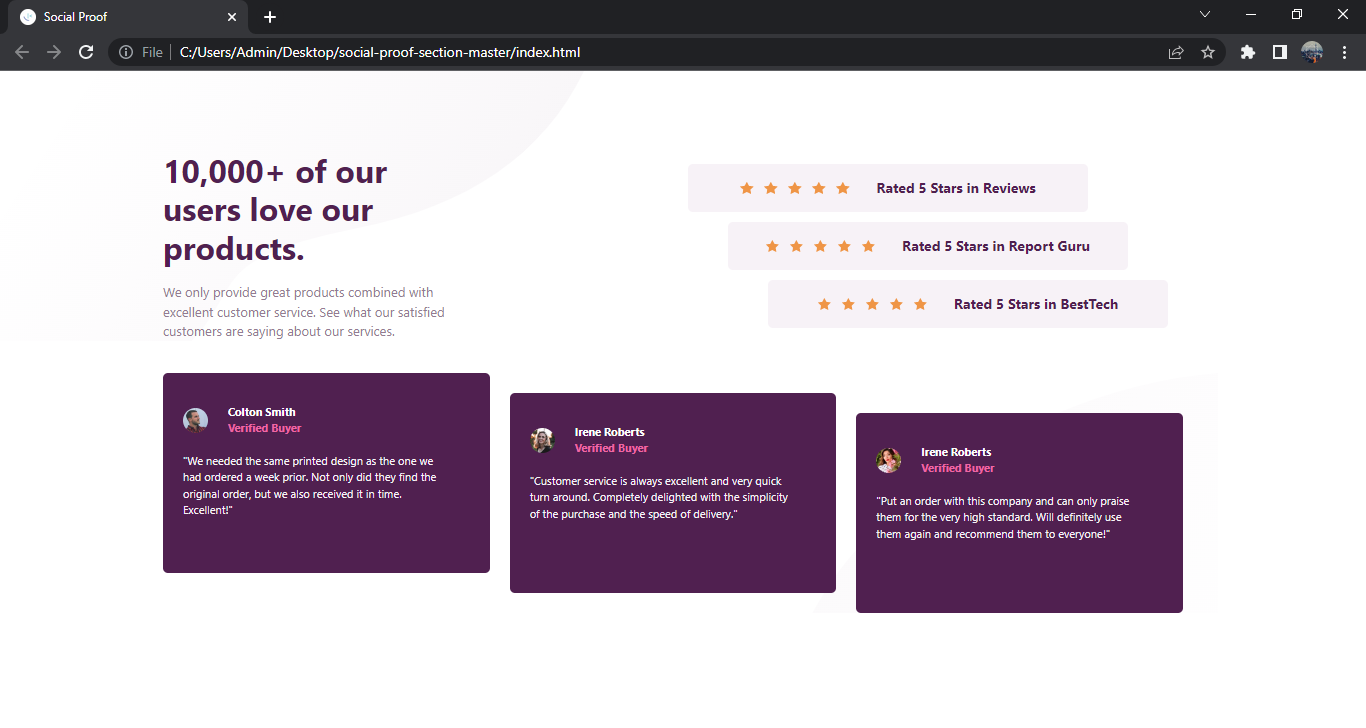 Social Proof
File
C:/Users/Admin/Desktop/social-proof-section-master/index.html
10,000+ of our
users love our
products.
We only provide great products combined with
excellent customer service. See what our satisfied
customers are saying about our services.
Rated 5 Stars in Reviews
Rated 5 Stars in Report Guru
Rated 5 Stars in BestTech
Colton Smith
Verified Buyer
"We needed the same printed design as the one we
had ordered a week prior. Not only did they find the
original order, but we also received it in time.
Excellent!"
Irene Roberts
Verified Buyer
"Customer service is always excellent and very quick
turn around. Completely delighted with the simplicity
of the purchase and the speed of delivery."
Irene Roberts
Verified Buyer
"Put an order with this company and can only praise
them for the very high standard. Will definitely use
them again and recommend them to everyone!"